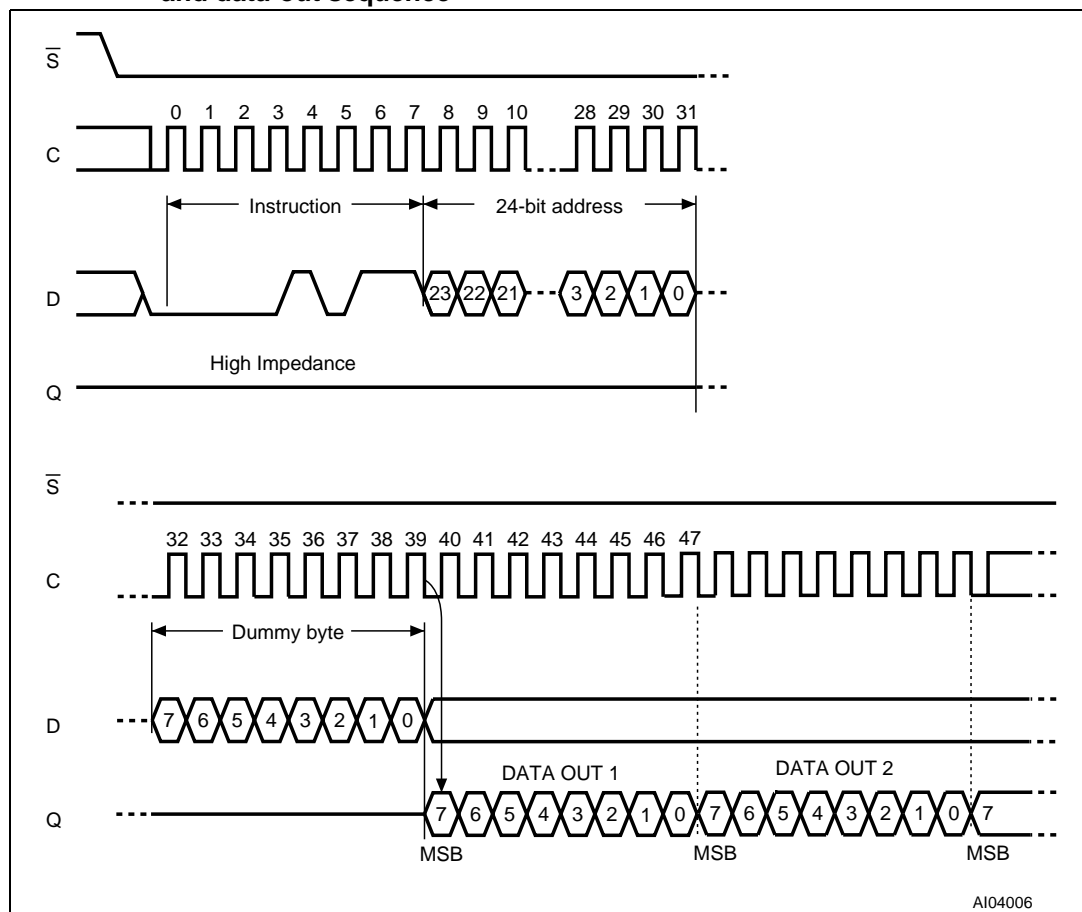 and data-out sequence
S
0 1 2 3 4 5 6 7 8 9 10 28 29 30 31
C
Instruction 24-bit address
D 23 22 21 3 2 1 0
High Impedance
Q
S
32 33 34 35 36 37 38 39 40 41 42 43 44 45 46 47
C
Dummy byte
D 7 6 5 4 3 2 1 0
DATA OUT 1 DATA OUT 2
Q 7 6 5 4 3 2 1 0 7 6 5 4 3 2 1 0 7
MSB MSB MSB
AI04006